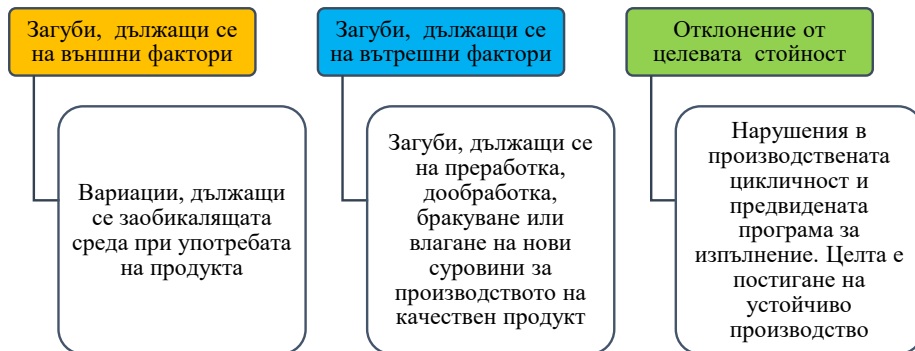 Загуби, дължащи се
на външни фактори
Вариации, дължащи
се заобикалящата
среда при употребата
на продукта
Загуби, дължащи се
на вътрешни фактори
Загуби, дължащи се
на преработка,
дообработка,
бракуване или
влагане на нови
суровини за
производството на
качествен продукт
Отклонение от
целевата стойност
Нарушения в
производствената
цикличност и
предвидената
програма за
изпълнение. Целта е
постигане на
устойчиво
производство